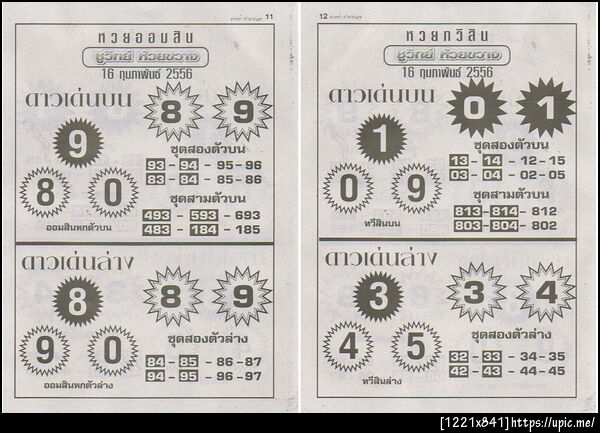 11
หวยออมสิน
ชูวิทย์ ห้วยขวาง
16 กุมภาพันธ์ 2556
ดาวเด่นบน
8 9
9
8 0
ออมสินหกตัวบน
ชุดสองตัวบน
93 - 94 - 95-96
83 - 84 - 85-86
ชุดสามตัวบน
493 - 593 - 693
483 - 184 - 185
ดาวเด่นล่าง
8 9
8
9 0
ออมสินหกตัวล่าง
ชุดสองตัวล่าง
84 - 85 - 86-87
94 - 95 - 96-97
12
หวยทวีสิน
ชูวิทย์ ห้วยขวาง
16 กุมภาพันธ์ 2556
ดาวเด่นบน
0 1
1
0 9
ทวีสินบน
ชุดสองตัวบน
13 - 14 - 12-15
03 - 04 - 02-05
ชุดสามตัวบน
813-814- 812
803-804- 802
ดาวเด่นล่าง
3 4
3
4 5
ทวีสินล่าง
ชุดสองตัวล่าง
32 - 33 - 34-35
42 - 43 - 44-45
[1221x841]https://upic.me/